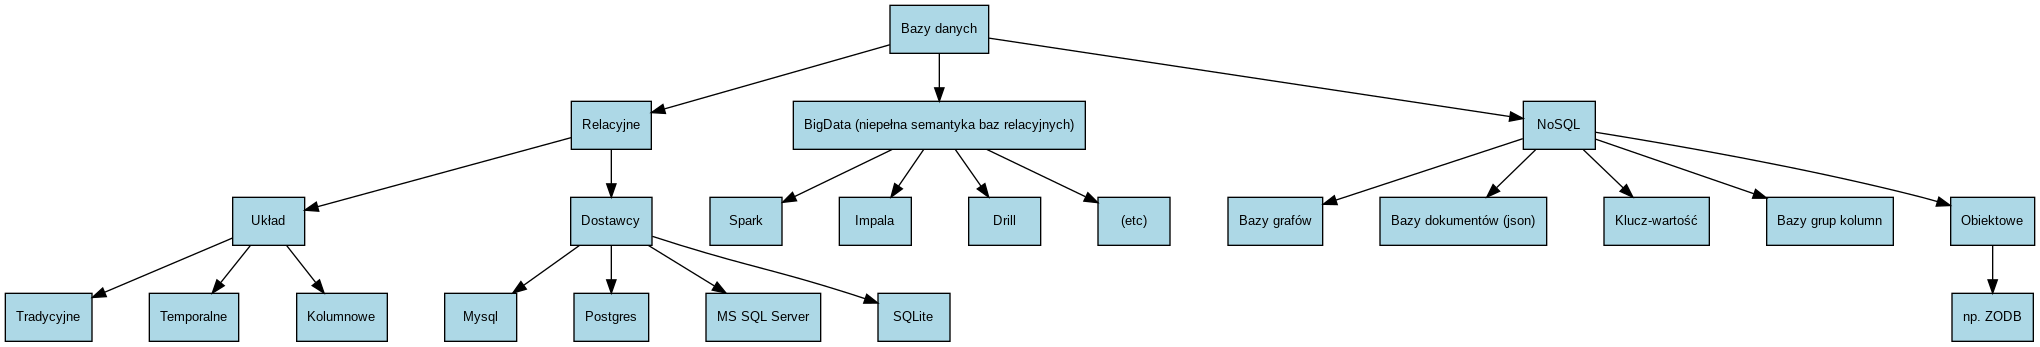 Bazy danych
Relacyjne
BigData (niepełna semantyka baz relacyjnych)
NoSQL
Układ
Dostawcy
Spark
Impala
Drill
(etc)
Bazy grafów
Bazy dokumentów (json)
Klucz-wartość
Bazy grup kolumn
Obiektowe
Tradycyjne
Temporalne
Kolumnowe
Mysql
Postgres
MS SQL Server
SQLite
np. ZODB